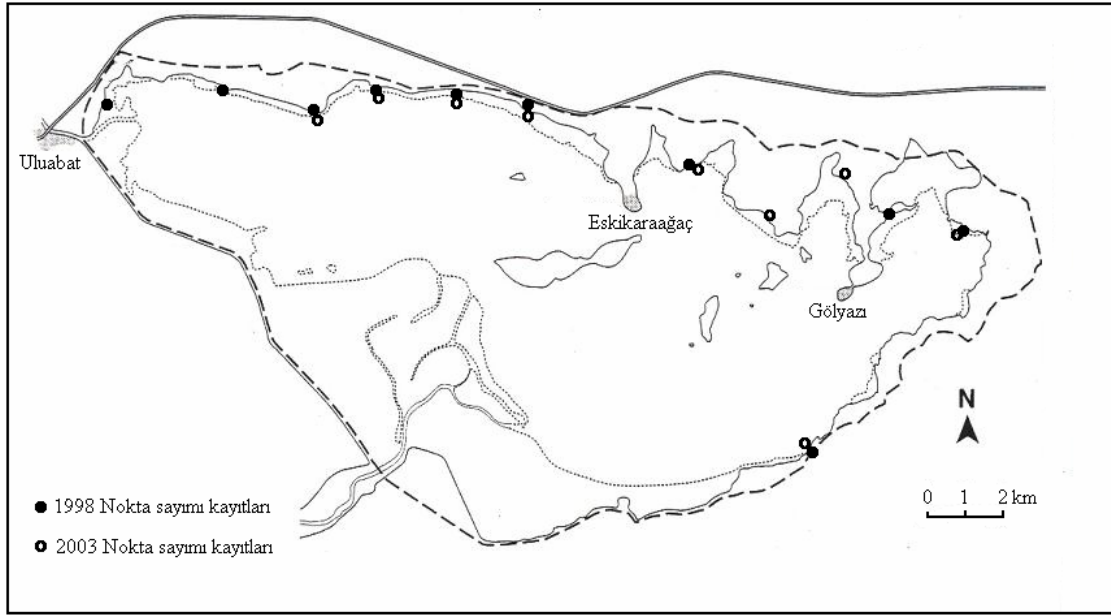 Uluabat
Eskikaraağaç
Gölyazı
N
0 1 2 km
1998 Nokta sayımı kayıtları
2003 Nokta sayımı kayıtları